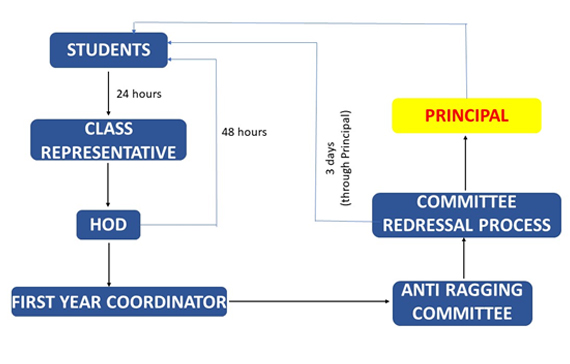 STUDENTS
24 hours
CLASS
REPRESENTATIVE
48 hours
HOD
FIRST YEAR COORDINATOR
3 days
(through Principal)
PRINCIPAL
COMMITTEE
REDRESSAL PROCESS
ANTI RAGGING
COMMITTEE